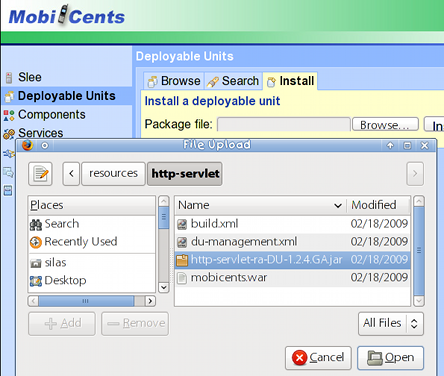 Mobi Cents
Deployable Units
Slee
Browse Search Install
Deployable Units
Install a deployable unit
Components
Package file: Browse... In
Services
File Upload
resources http-servlet
Places Name Modified
Search build.xml 02/18/2009
Recently Used du-management.xml 02/18/2009
silas http-servlet-ra-DU-1.2.4.GA.jar 02/18/2009
Desktop mobicents.war 02/18/2009
Add Remove All Files
Cancel Open